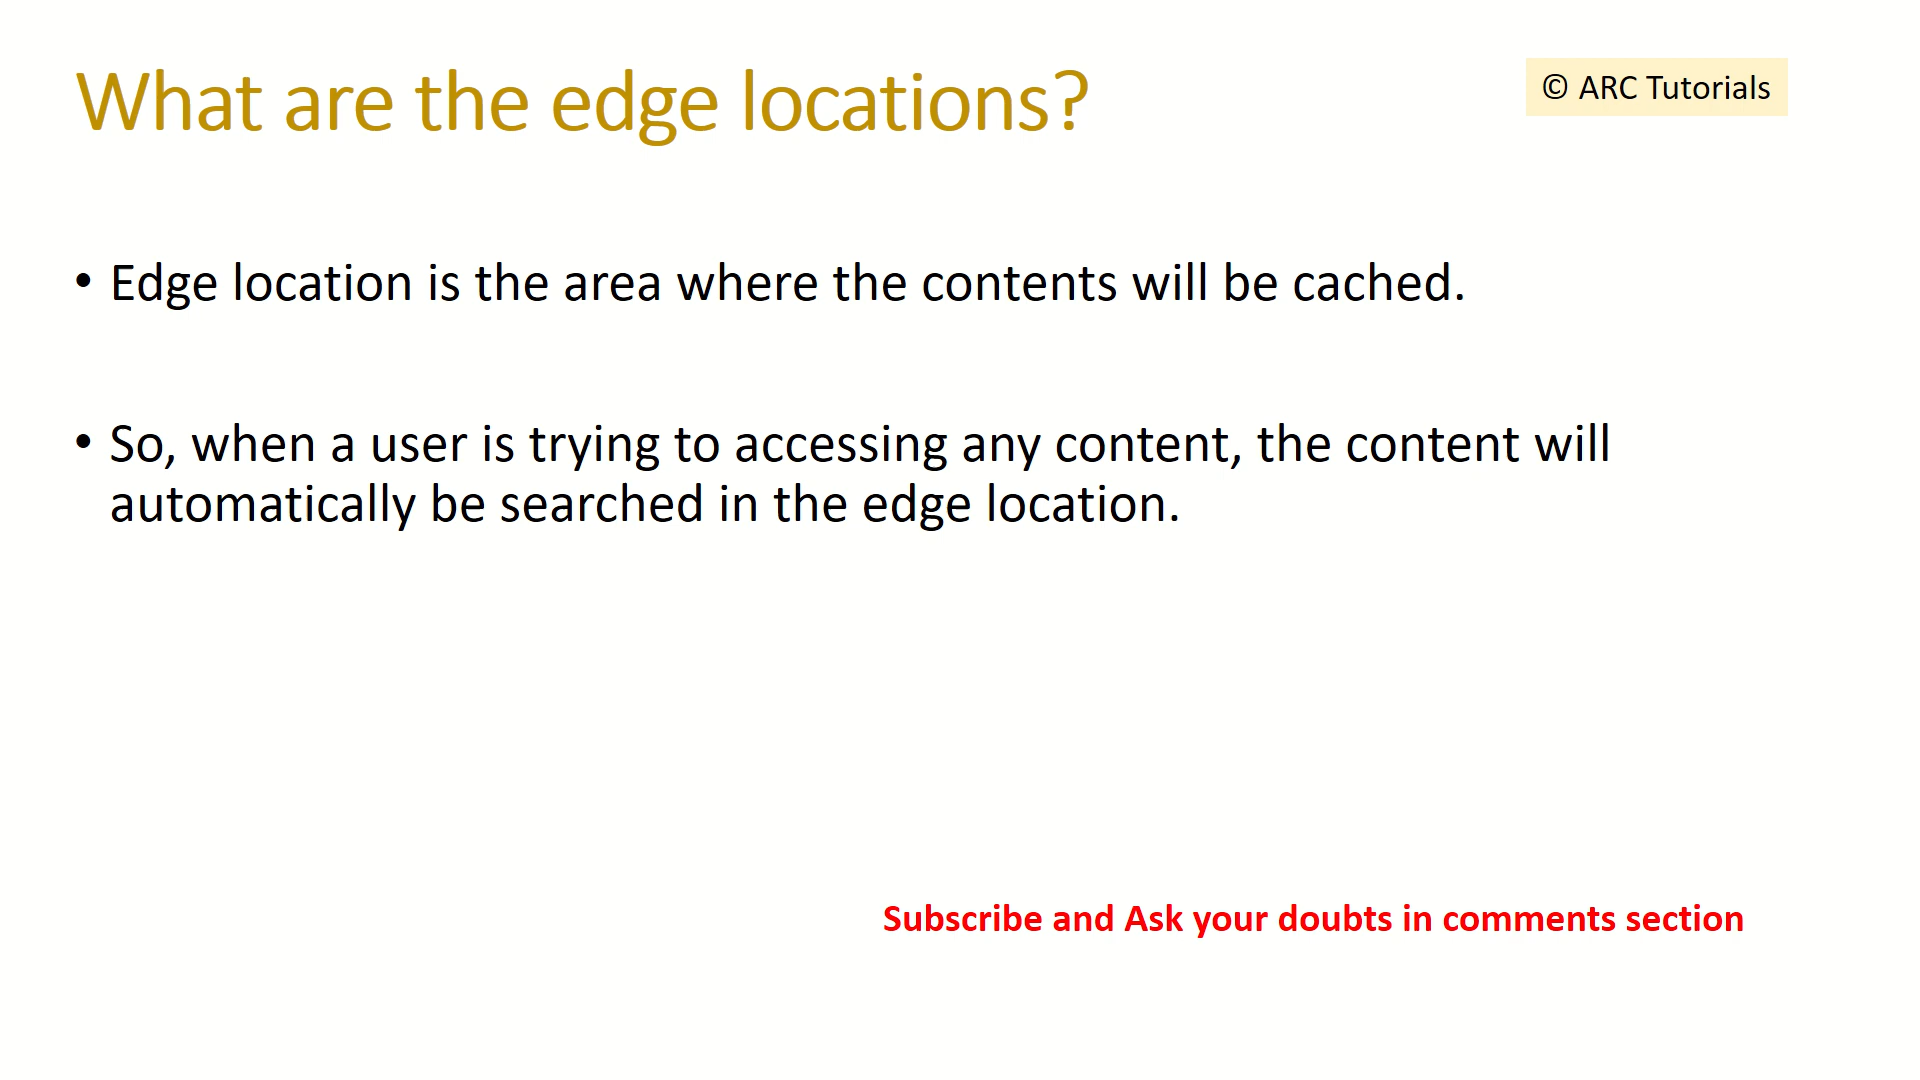 What are the edge locations?
© ARC Tutorials
• Edge location is the area where the contents will be cached.
• So, when a user is trying to accessing any content, the content will
automatically be searched in the edge location.
Subscribe and Ask your doubts in comments section